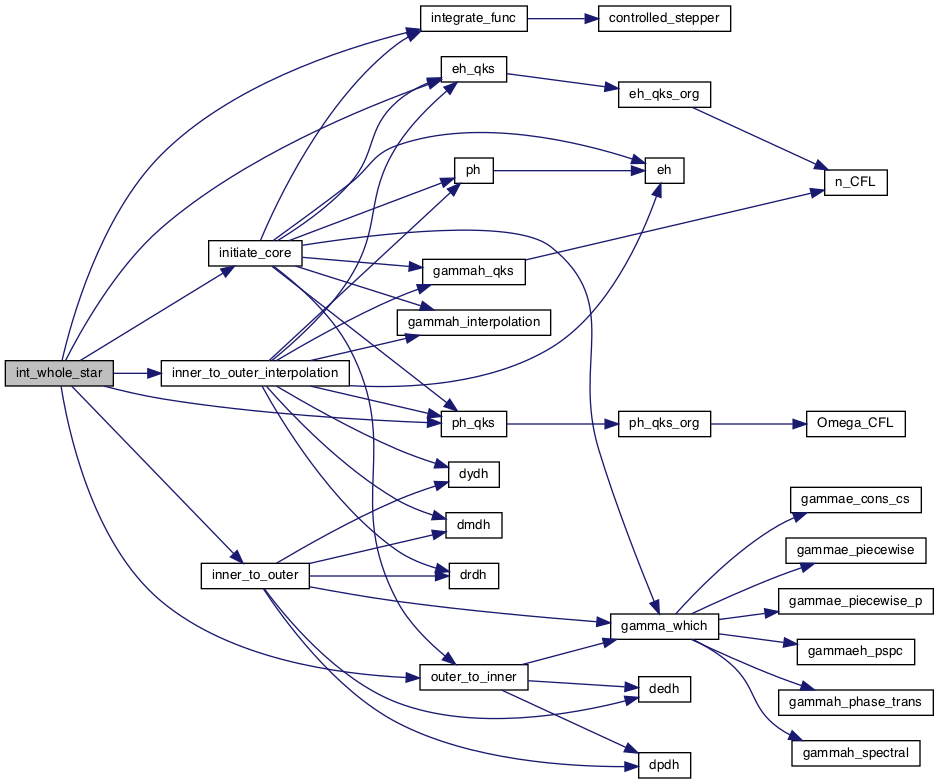 integrate_func
controlled_stepper
eh_qks
eh_qks_org
ph
eh
n_CFL
initiate_core
gammah_qks
gammah_interpolation
int_whole_star
inner_to_outer_interpolation
ph_qks
ph_qks_org
Omega_CFL
dydh
gammae_cons_cs
dmdh
gammae_piecewise
inner_to_outer
drdh
gammae_piecewise_p
gamma_which
gammaeh_pspc
outer_to_inner
dedh
gammah_phase_trans
gammah_spectral
dpdh